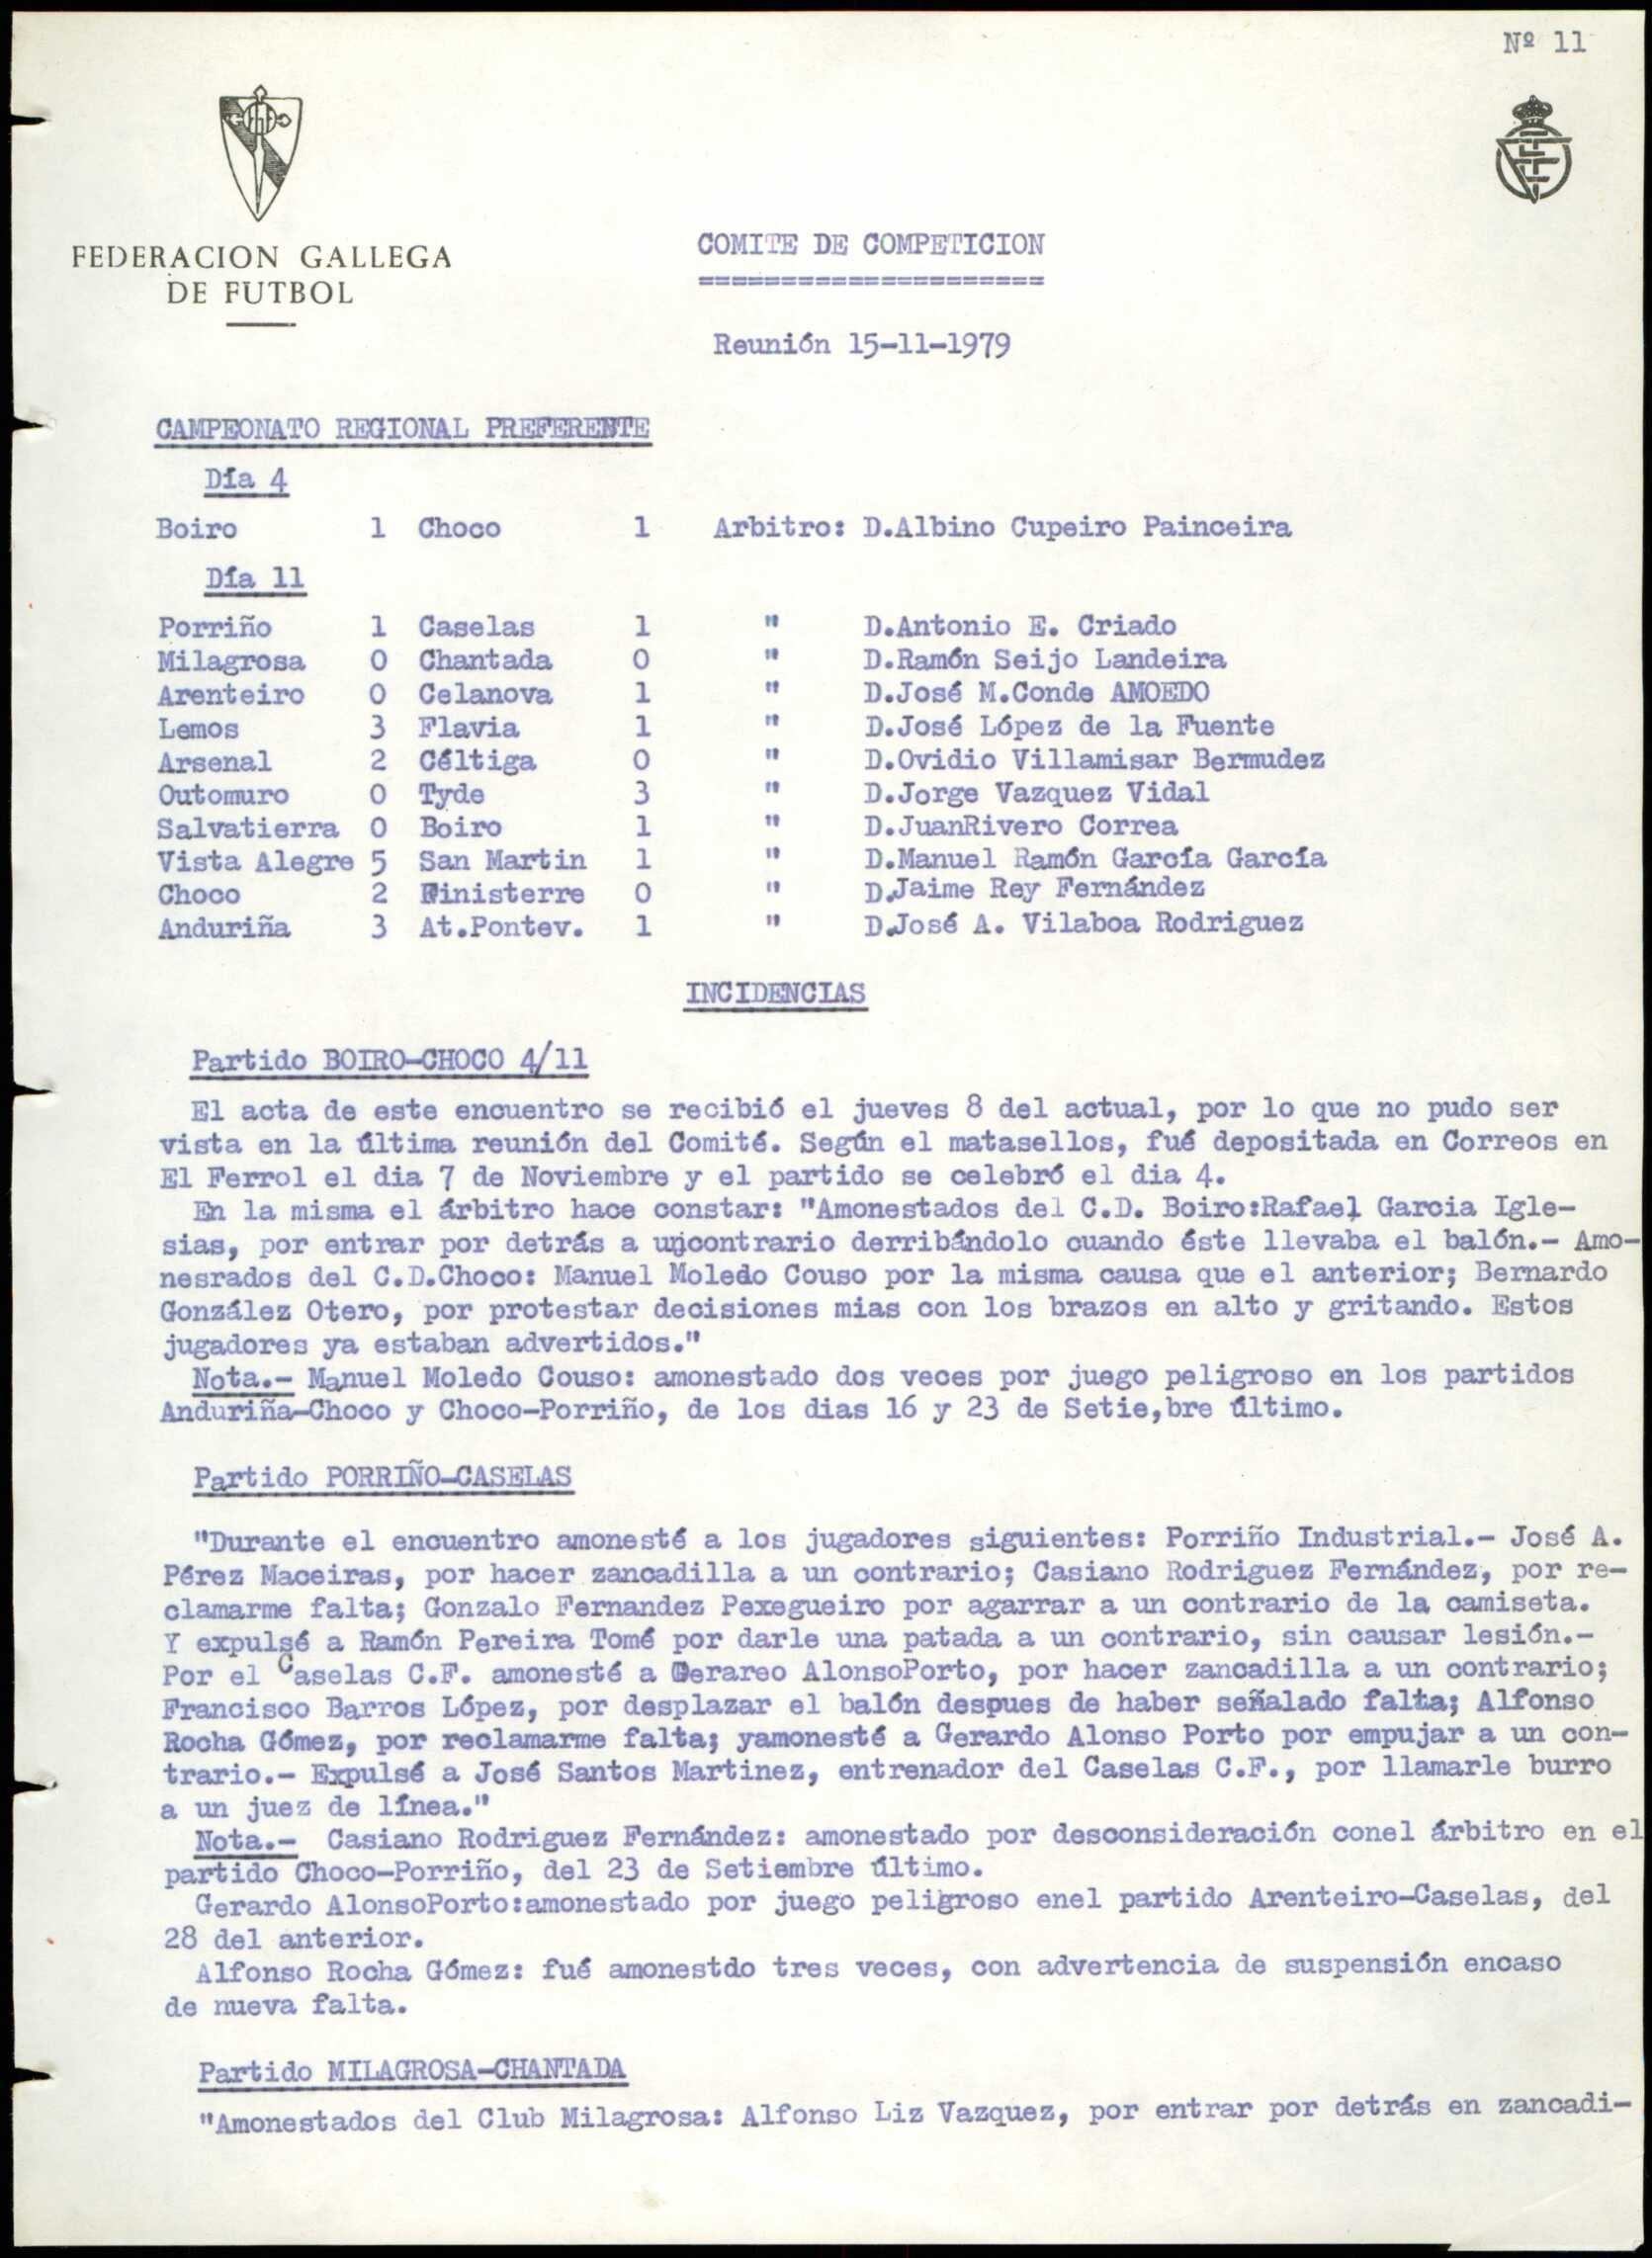 Nº 11
FEDERACION GALLEGA
DE FUTBOL
COMITE DE COMPETICION
=====================
Reunión 15-11-1979
CAMPEONATO REGIONAL PREFERENTE
Día 4
Boiro 1 Choco 1 Arbitro: D.Albino Cupeiro Painceira
Día 11
Porriño 1 Caselas 1 " D.Antonio E. Criado
Milagrosa 0 Chantada 0 " D.Ramón Seijo Landeira
Arenteiro 0 Celanova 1 " D.José M.Conde AMOEDO
Lemos 3 Flavia 1 " D.José López de la Fuente
Arsenal 2 Céltiga 0 " D.Ovidio Villamisar Bermudez
Outomuro 0 Tyde 3 " D.Jorge Vazquez Vidal
Salvatierra 0 Boiro 1 " D.JuanRivero Correa
Vista Alegre 5 San Martin 1 " D.Manuel Ramón García García
Choco 2 Finisterre 0 " D.Jaime Rey Fernández
Anduriña 3 At.Pontev. 1 " D.José A. Vilaboa Rodriguez
INCIDENCIAS
Partido BOIRO-CHOCO 4/11
El acta de este encuentro se recibió el jueves 8 del actual, por lo que no pudo ser
vista en la última reunión del Comité. Según el matasellos, fué depositada en Correos en
El Ferrol el dia 7 de Noviembre y el partido se celebró el dia 4.
En la misma el árbitro hace constar: "Amonestados del C.D. Boiro:Rafael Garcia Igle-
sias, por entrar por detrás a un contrario derribándolo cuando éste llevaba el balón.- Amo-
nesrados del C.D.Choco: Manuel Moledo Couso por la misma causa que el anterior; Bernardo
González Otero, por protestar decisiones mias con los brazos en alto y gritando. Estos
jugadores ya estaban advertidos."
Nota.- Manuel Moledo Couso: amonestado dos veces por juego peligroso en los partidos
Anduriña-Choco y Choco-Porriño, de los dias 16 y 23 de Setie,bre último.
Partido PORRIÑO-CASELAS
"Durante el encuentro amonesté a los jugadores siguientes: Porriño Industrial.- José A.
Pérez Maceiras, por hacer zancadilla a un contrario; Casiano Rodriguez Fernández, por re-
clamarme falta; Gonzalo Fernandez Pexegueiro por agarrar a un contrario de la camiseta.
Y expulsé a Ramón Pereira Tomé por darle una patada a un contrario, sin causar lesión.-
Por el Caselas C.F. amonesté a Gerareo AlonsoPorto, por hacer zancadilla a un contrario;
Francisco Barros López, por desplazar el balón despues de haber señalado falta; Alfonso
Rocha Gómez, por reclamarme falta; yamonesté a Gerardo Alonso Porto por empujar a un con-
trario.- Expulsé a José Santos Martinez, entrenador del Caselas C.F., por llamarle burro
a un juez de línea."
Nota.- Casiano Rodriguez Fernández: amonestado por desconsideración conel árbitro en el
partido Choco-Porriño, del 23 de Setiembre último.
Gerardo AlonsoPorto:amonestado por juego peligroso enel partido Arenteiro-Caselas, del
28 del anterior.
Alfonso Rocha Gómez: fué amonestdo tres veces, con advertencia de suspensión encaso
de nueva falta.
Partido MILAGROSA-CHANTADA
"Amonestados del Club Milagrosa: Alfonso Liz Vazquez, por entrar por detrás en zancadi-